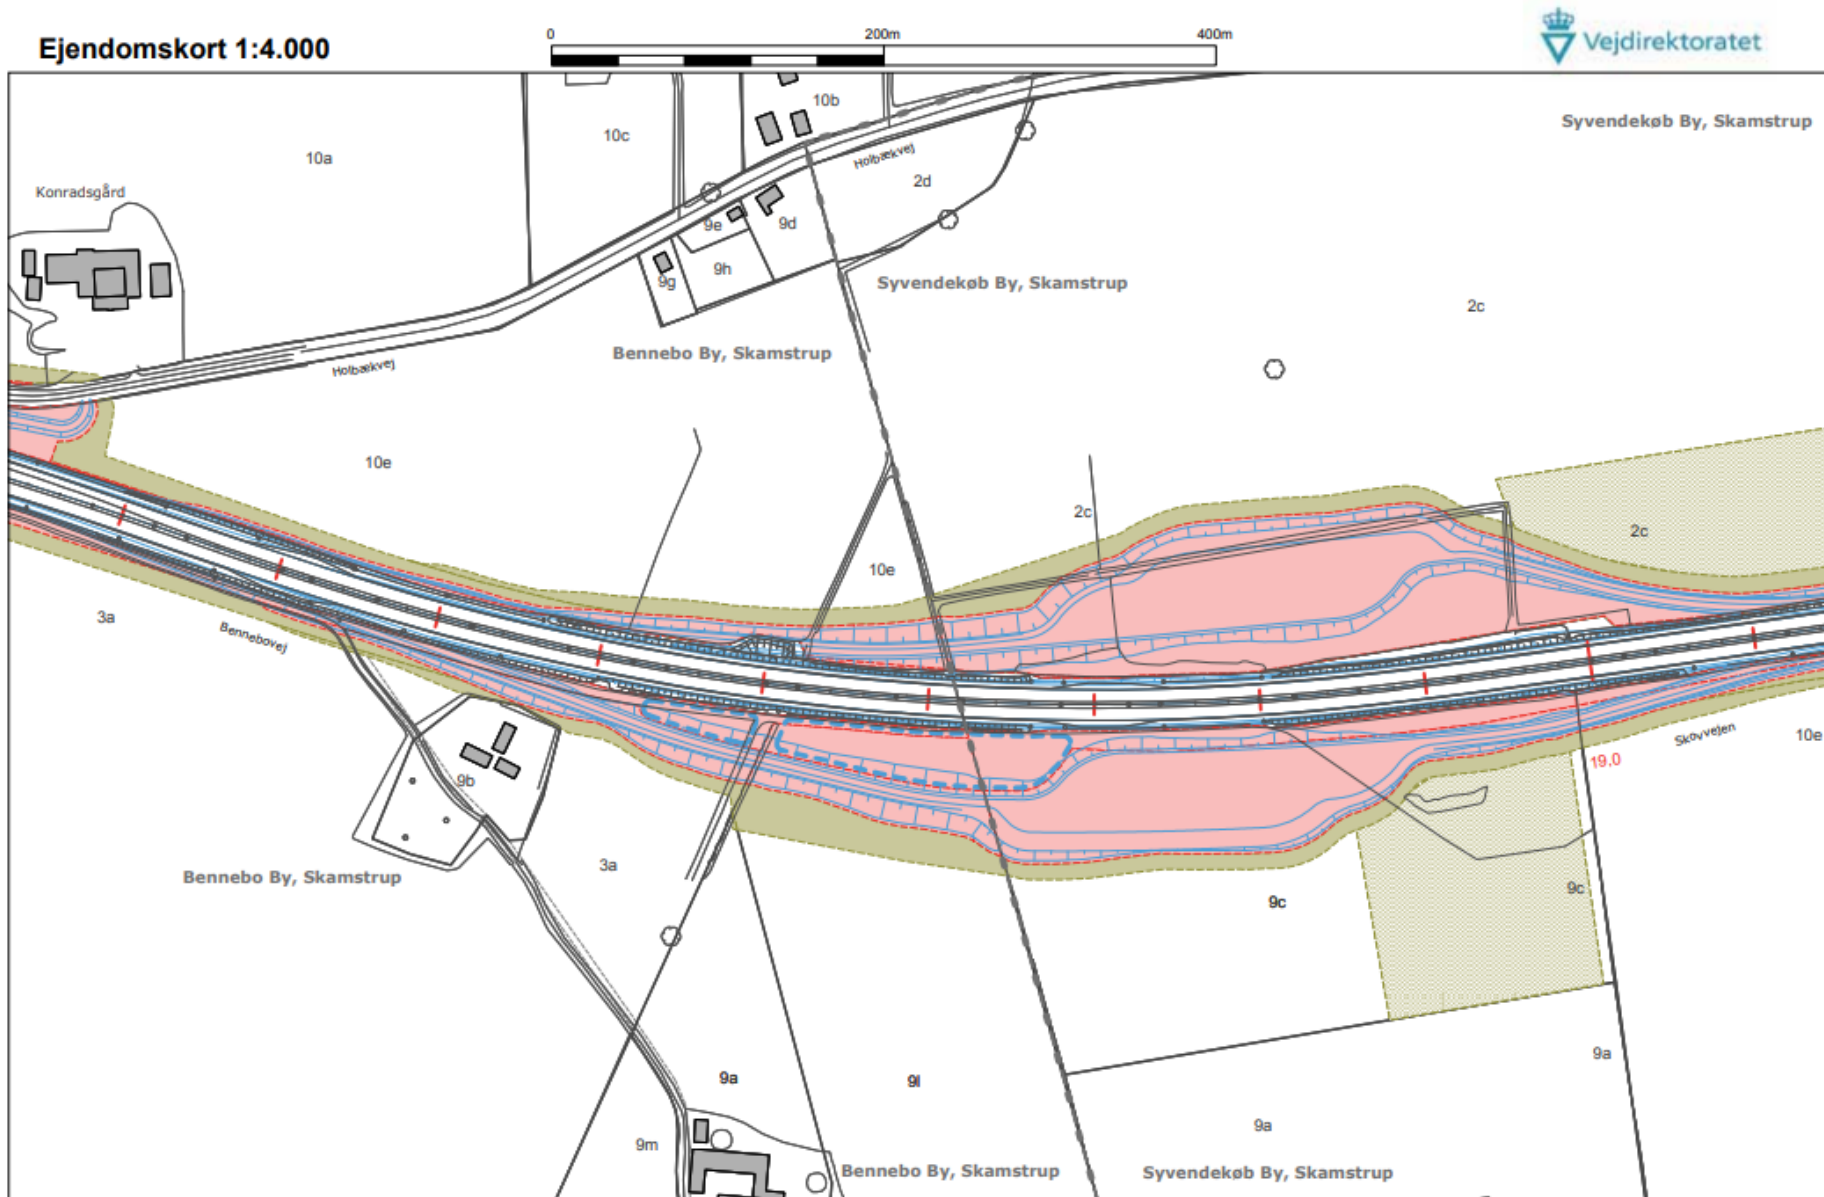 Ejendomskort 1:4.000
0
200m
400m
Vejdirektoratet
10b
10c
Syvendekøb By, Skamstrup
10a
Holbækvej
2d
Konradsgård
9e
9d
9h
9g
Syvendekøb By, Skamstrup
2c
Bennebo By, Skamstrup
Holbækvej
10e
2c
2c
10e
3a
Bennebovej
Skovvejen
10e
19,0
9b
3a
Bennebo By, Skamstrup
9c
9c
9a
9a
9l
9a
9m
Bennebo By, Skamstrup
Syvendekøb By, Skamstrup